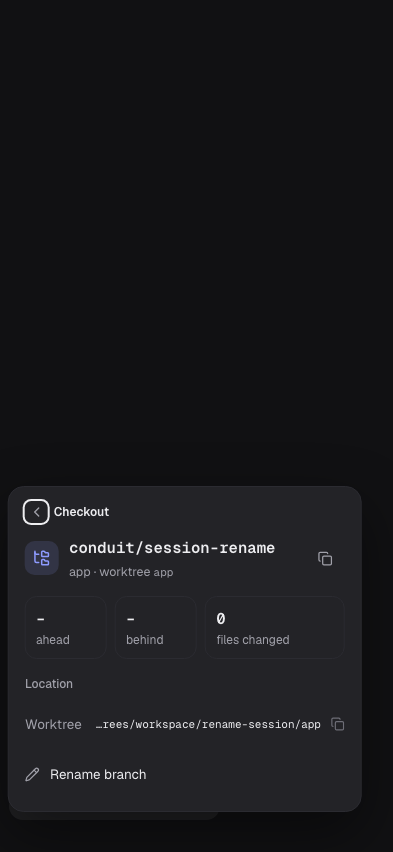 Checkout
conduit/session-rename
app · worktree app
– – 0
ahead behind files changed
Location
Worktree …rees/workspace/rename-session/app
Rename branch